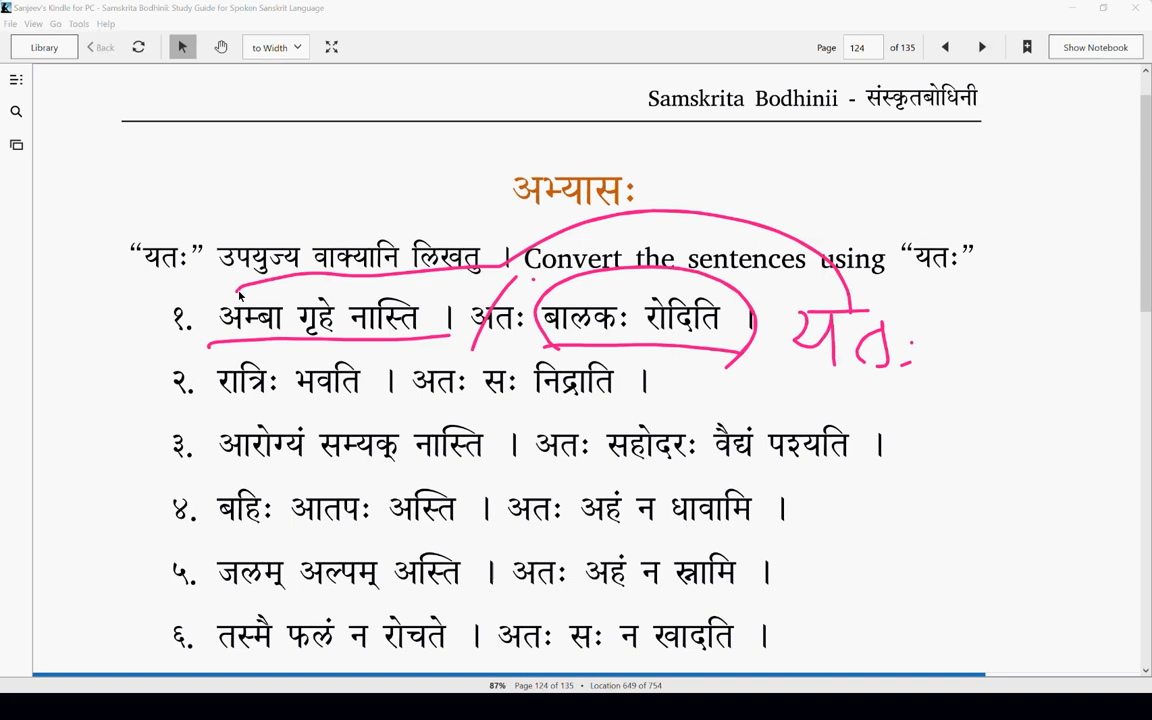 Sanjeev's Kindle for PC - Samskrita Bodhinii: Study Guide for Spoken Sanskrit Language
File View Go Tools Help
Library Back to Width Page 124 of 135 Show Notebook
Samskrita Bodhinii - संस्कृतबोधिनी
अभ्यासः
“यतः” उपयुज्य वाक्यानि लिखतु । Convert the sentences using “यतः”
१. अम्बा गृहे नास्ति । अतः बालकः रोदिति । यतः
२. रात्रिः भवति । अतः सः निद्राति ।
३. आरोग्यं सम्यक् नास्ति । अतः सहोदरः वैद्यं पश्यति ।
४. बहिः आतपः अस्ति । अतः अहं न धावामि ।
५. जलम् अल्पम् अस्ति । अतः अहं न स्नामि ।
६. तस्मै फलं न रोचते । अतः सः न खादति ।
87% Page 124 of 135 • Location 649 of 754